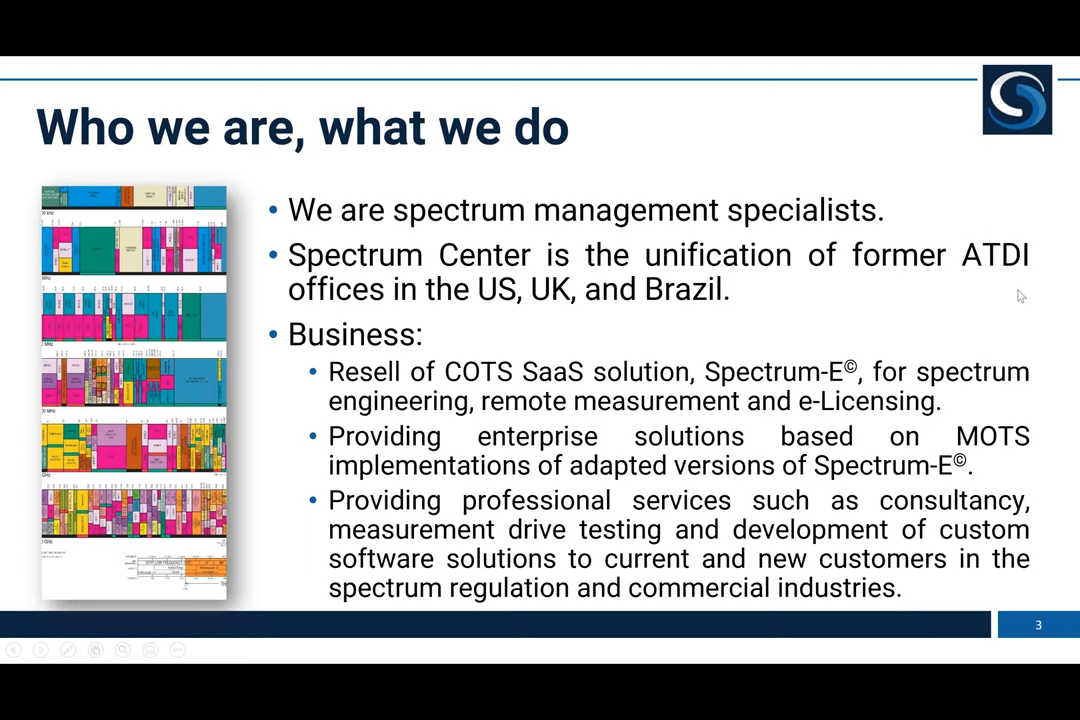 Who we are, what we do
• We are spectrum management specialists.
• Spectrum Center is the unification of former ATDI
offices in the US, UK, and Brazil.
• Business:
• Resell of COTS SaaS solution, Spectrum-E©, for spectrum
engineering, remote measurement and e-Licensing.
• Providing enterprise solutions based on MOTS
implementations of adapted versions of Spectrum-E©.
• Providing professional services such as consultancy,
measurement drive testing and development of custom
software solutions to current and new customers in the
spectrum regulation and commercial industries.
3